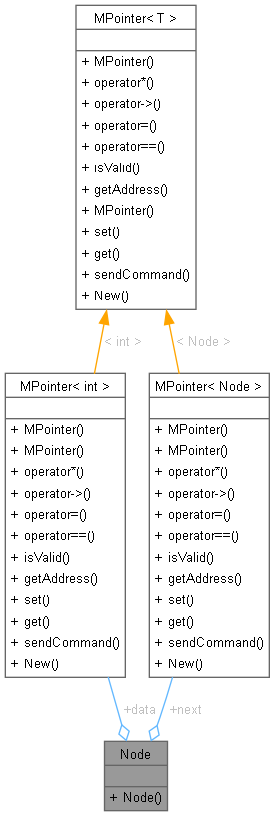 MPointer< T >
+ MPointer()
+ operator*()
+ operator->()
+ operator=()
+ operator==()
+ isValid()
+ getAddress()
+ MPointer()
+ set()
+ get()
+ sendCommand()
+ New()
< int >
< Node >
MPointer< int >
+ MPointer()
+ MPointer()
+ operator*()
+ operator->()
+ operator=()
+ operator==()
+ isValid()
+ getAddress()
+ set()
+ get()
+ sendCommand()
+ New()
MPointer< Node >
+ MPointer()
+ MPointer()
+ operator*()
+ operator->()
+ operator=()
+ operator==()
+ isValid()
+ getAddress()
+ set()
+ get()
+ sendCommand()
+ New()
+data
+next
Node
+ Node()